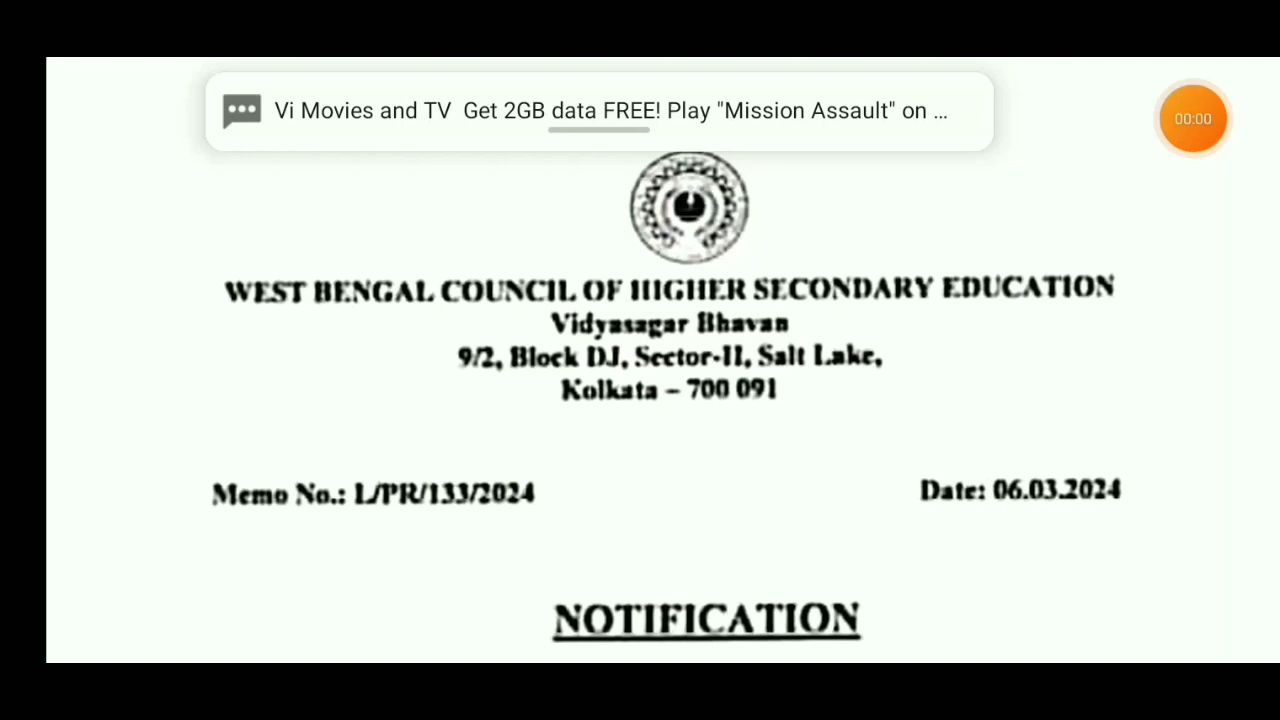 Vi Movies and TV Get 2GB data FREE! Play "Mission Assault" on ...
00:00
WEST BENGAL COUNCIL OF HIGHER SECONDARY EDUCATION
Vidyasagar Bhavan
9/2, Block DJ, Sector-II, Salt Lake,
Kolkata – 700 091
Memo No.: L/PR/133/2024
Date: 06.03.2024
NOTIFICATION